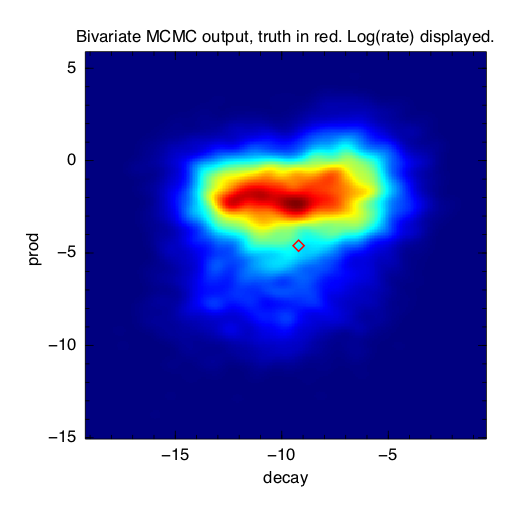 Bivariate MCMC output, truth in red. Log(rate) displayed.
5
0
−5
−10
−15
prod
−15 −10 −5
decay